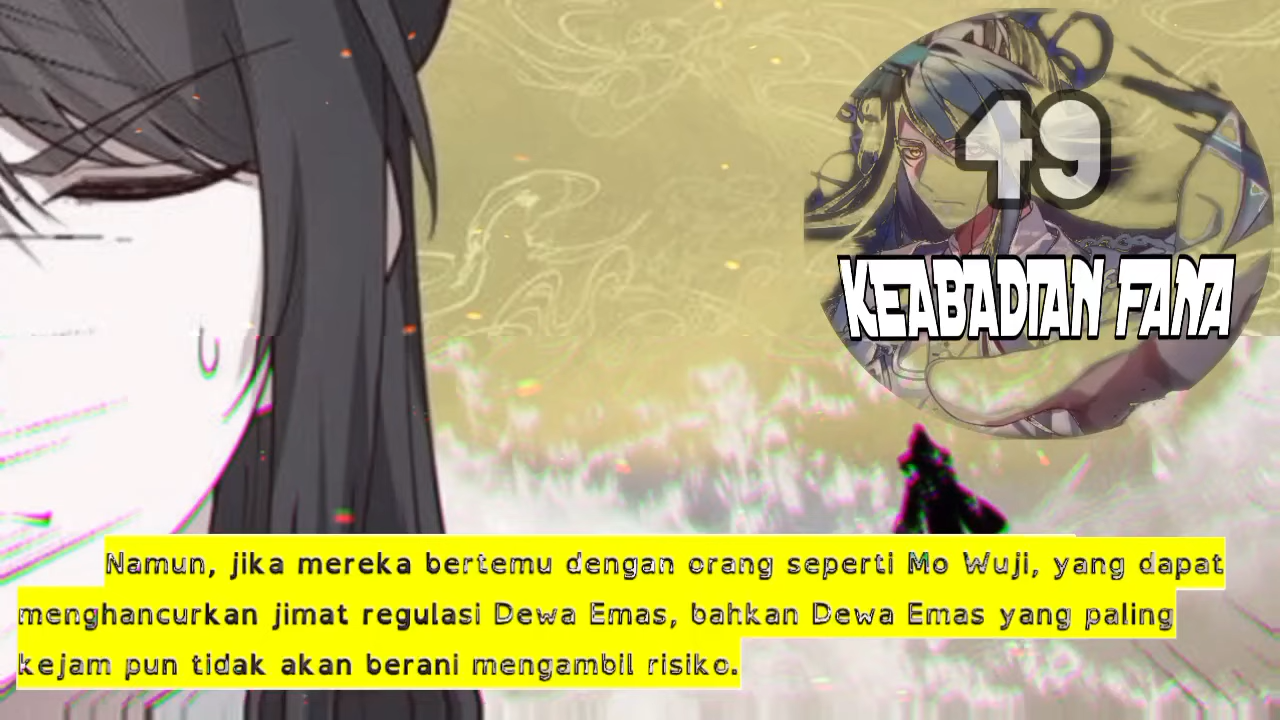 49
KEABADIAN FANA
Namun, jika mereka bertemu dengan orang seperti Mo Wuji, yang dapat
menghancurkan jimat regulasi Dewa Emas, bahkan Dewa Emas yang paling
kejam pun tidak akan berani mengambil risiko.